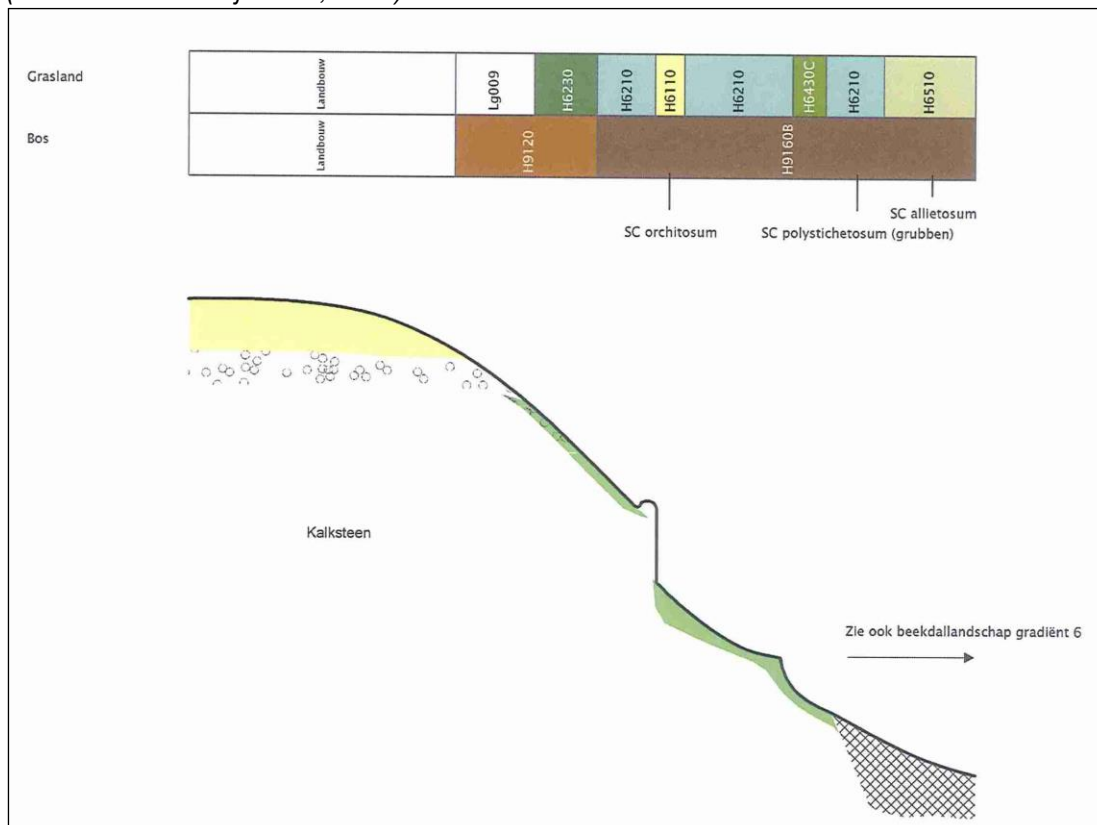 Grasland
Landbouw
Lg009
H6230
H6210
H6110
H6210
H6430C
H6210
H6510
Bos
Landbouw
H9120
H9160B
SC orchitosum
SC polystichetosum (grubben)
SC allietosum
Kalksteen
Zie ook beekdallandschap gradiënt 6